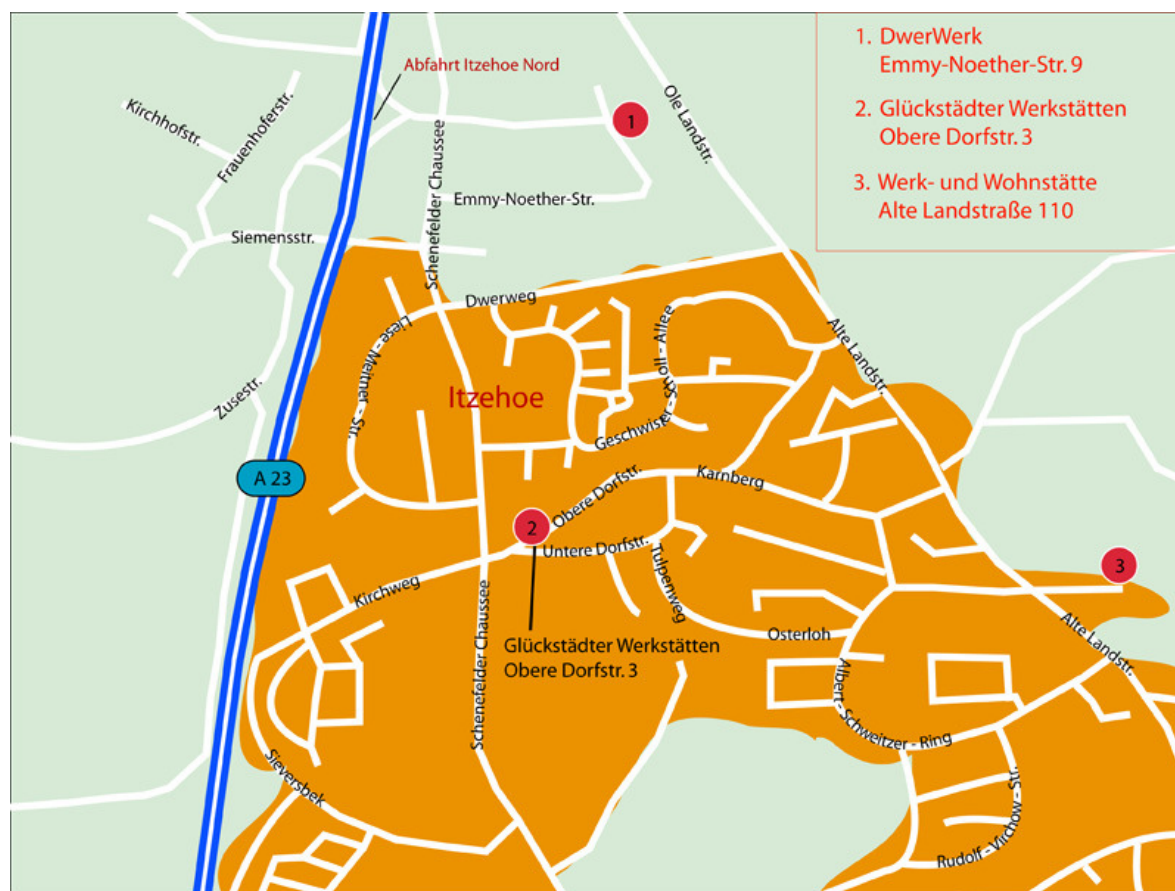 1. DwerWerk
Emmy-Noether-Str. 9
2. Glückstädter Werkstätten
Obere Dorfstr. 3
3. Werk- und Wohnstätte
Alte Landstraße 110
Abfahrt Itzehoe Nord
Kirchhofstr.
Frauenhoferstr.
Schenefelder Chaussee
1
Ole Landstr.
Emmy-Noether-Str.
Siemensstr.
Dwerweg
Liese - Meitner - Str.
Itzehoe
Geschwister - Scholl - Allee
Alte Landstr.
Zusestr.
A 23
Obere Dorfstr.
Karnberg
2
Untere Dorfstr.
Tulpenweg
3
Kirchweg
Glückstädter Werkstätten
Obere Dorfstr. 3
Osterloh
Alte Landstr.
Schenefelder Chaussee
Albert - Schweitzer - Ring
Sieversbek
Rudolf - Virchow - Str.